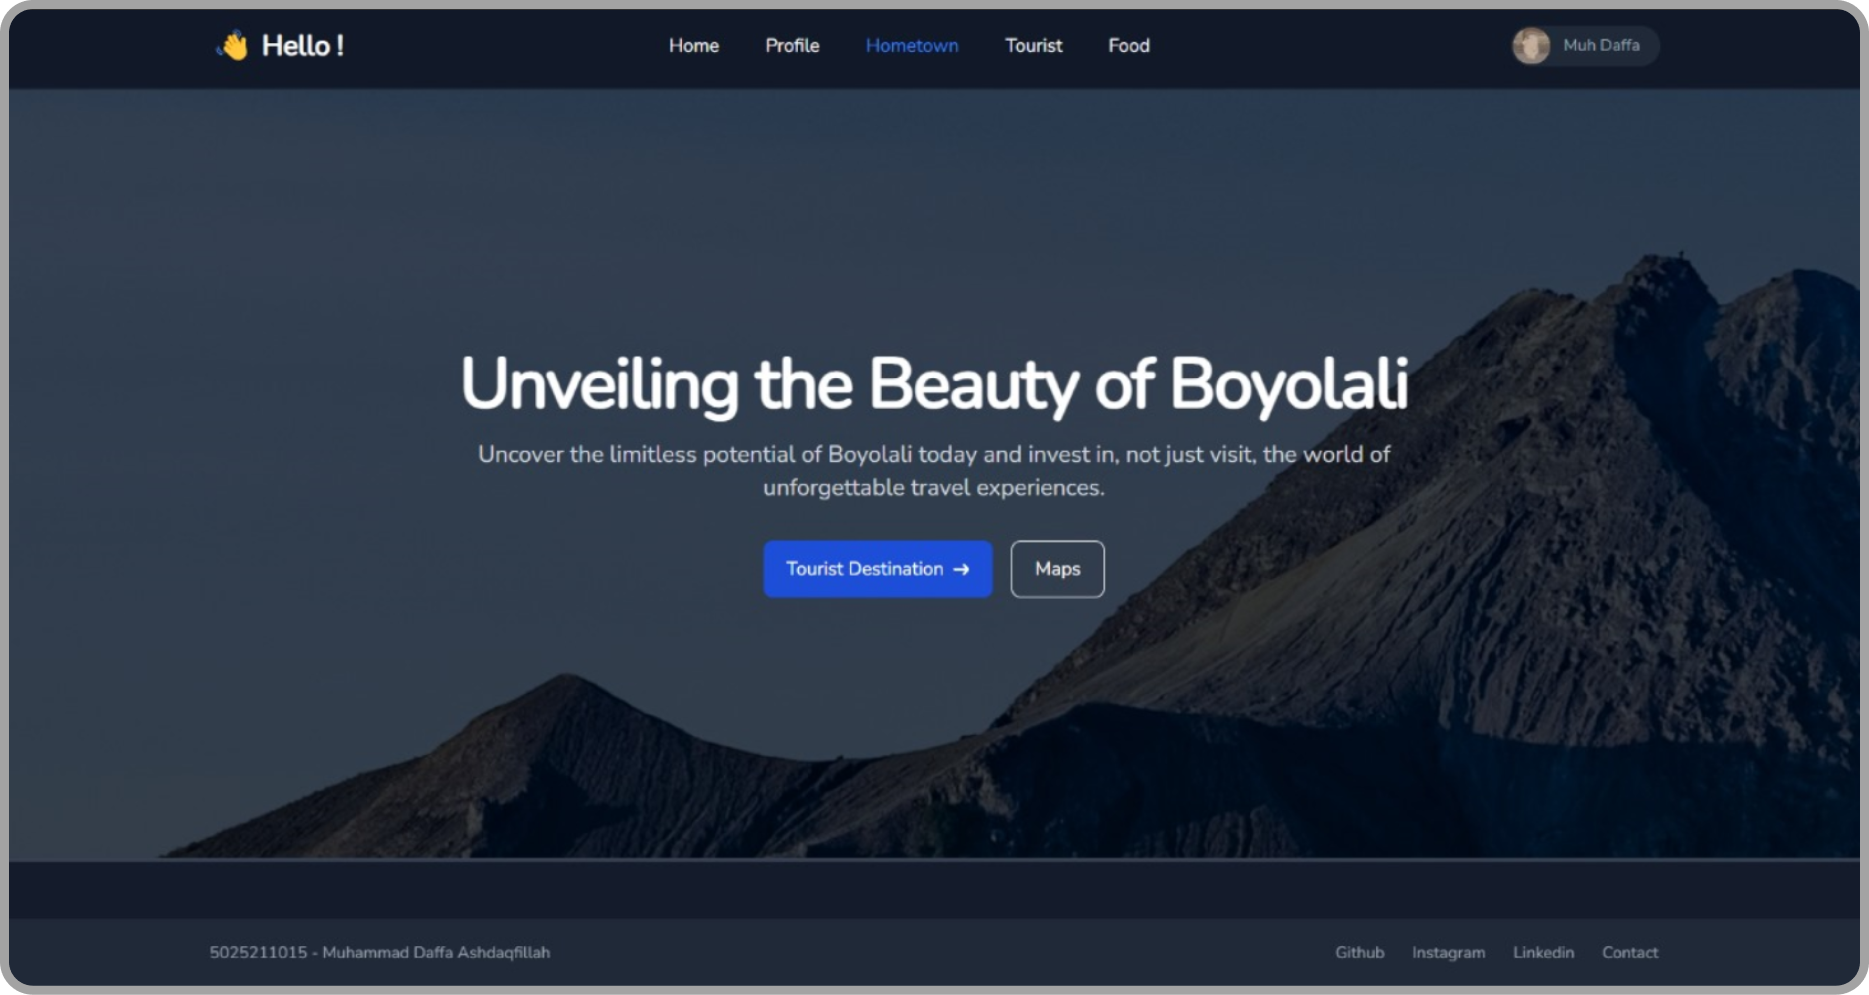 Hello !
Home Profile Hometown Tourist Food
Muh Daffa
Unveiling the Beauty of Boyolali
Uncover the limitless potential of Boyolali today and invest in, not just visit, the world of
unforgettable travel experiences.
Tourist Destination →
Maps
5025211015 - Muhammad Daffa Ashdaqfillah
Github Instagram Linkedin Contact